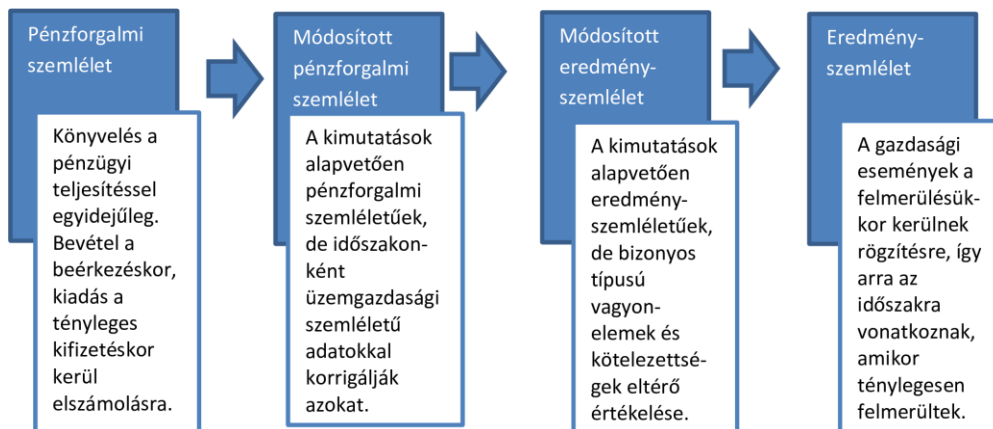 Pénzforgalmi
szemlélet
Könyvelés a
pénzügyi
teljesítéssel
egyidejűleg.
Bevétel a
beérkezéskor,
kiadás a
tényleges
kifizetéskor
kerül
elszámolásra.
Módosított
pénzforgalmi
szemlélet
A kimutatások
alapvetően
pénzforgalmi
szemléletűek,
de időszakon-
ként
üzemgazdasági
szemléletű
adatokkal
korrigálják
azokat.
Módosított
eredmény-
szemlélet
A kimutatások
alapvetően
eredmény-
szemléletűek,
de bizonyos
típusú
vagyon-
elemek és
kötelezettsé-
gek eltérő
értékelése.
Eredmény-
szemlélet
A gazdasági
események a
felmerülésük-
kor kerülnek
rögzítésre, így
arra az
időszakra
vonatkoznak,
amikor
ténylegesen
felmerültek.